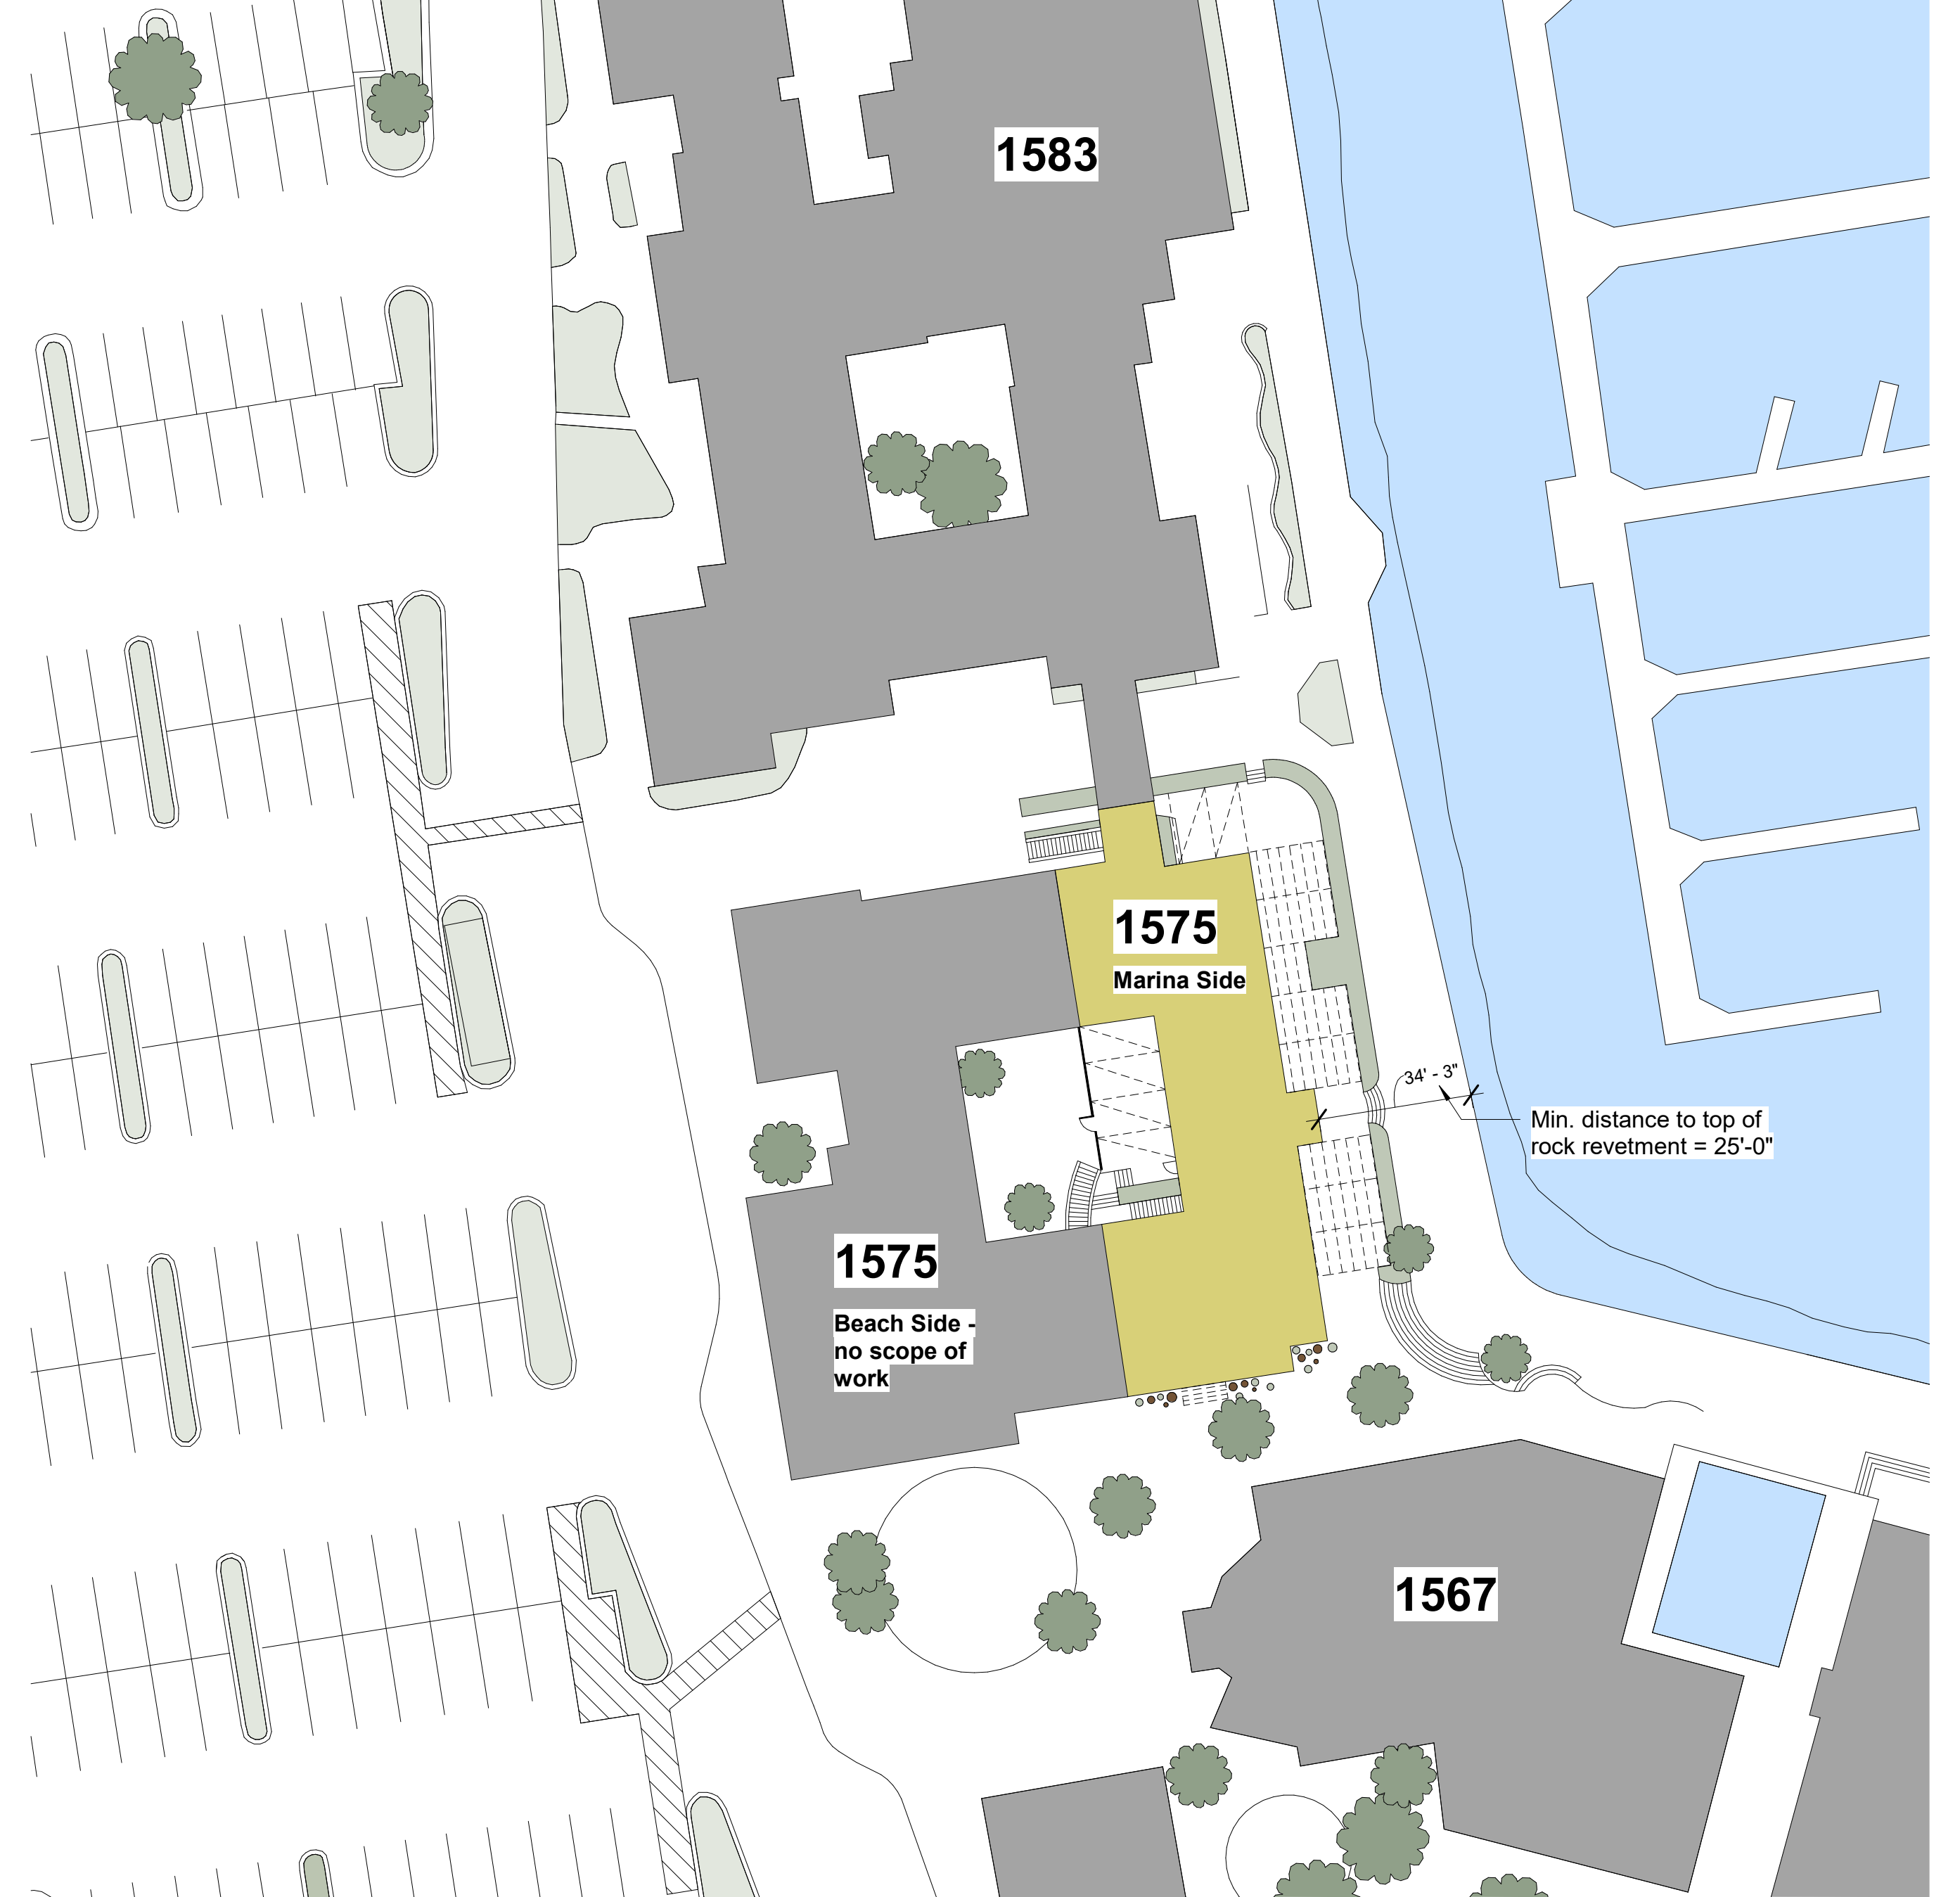 1583
1575
Marina Side
34' - 3"
Min. distance to top of
rock revetment = 25'-0"
1575
Beach Side -
no scope of
work
1567